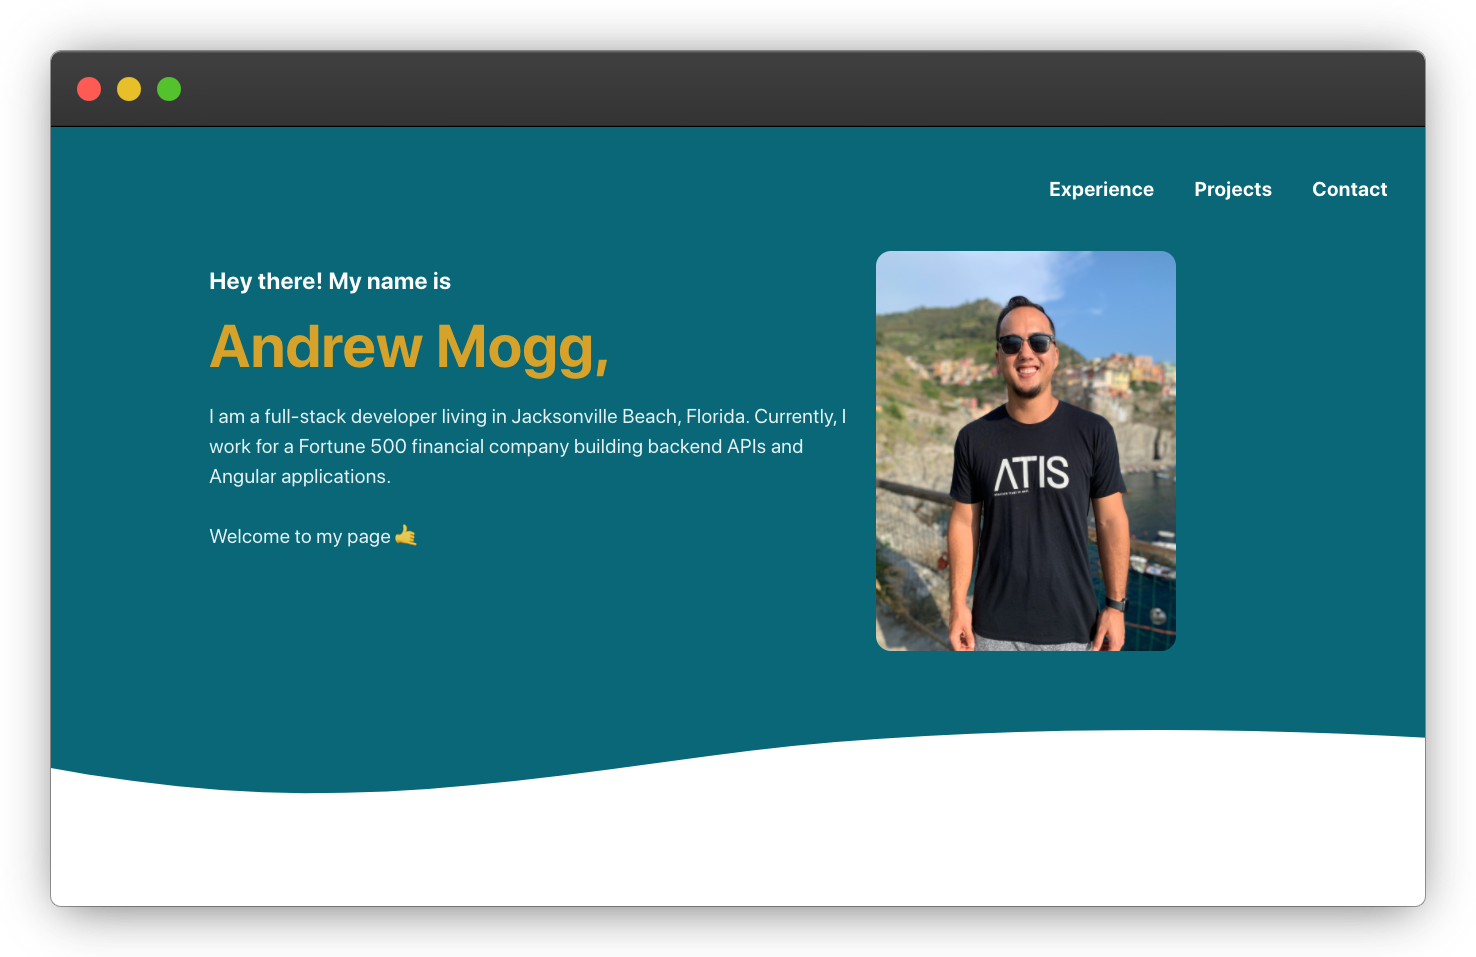 Experience Projects Contact
Hey there! My name is
Andrew Mogg,
I am a full-stack developer living in Jacksonville Beach, Florida. Currently, I
work for a Fortune 500 financial company building backend APIs and
Angular applications.
Welcome to my page 🤙
ATIS